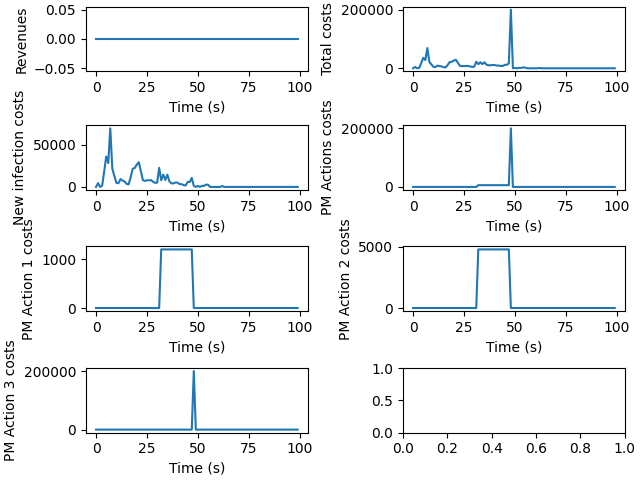 Revenues
0.05
0.00
−0.05
0 25 50 75 100
Time (s)
Total costs
200000
0
0 25 50 75 100
Time (s)
New infection costs
50000
0
0 25 50 75 100
Time (s)
PM Actions costs
200000
0
0 25 50 75 100
Time (s)
PM Action 1 costs
1000
0
0 25 50 75 100
Time (s)
PM Action 2 costs
5000
0
0 25 50 75 100
Time (s)
PM Action 3 costs
200000
0
0 25 50 75 100
Time (s)
1.0
0.5
0.0
0.0 0.2 0.4 0.6 0.8 1.0